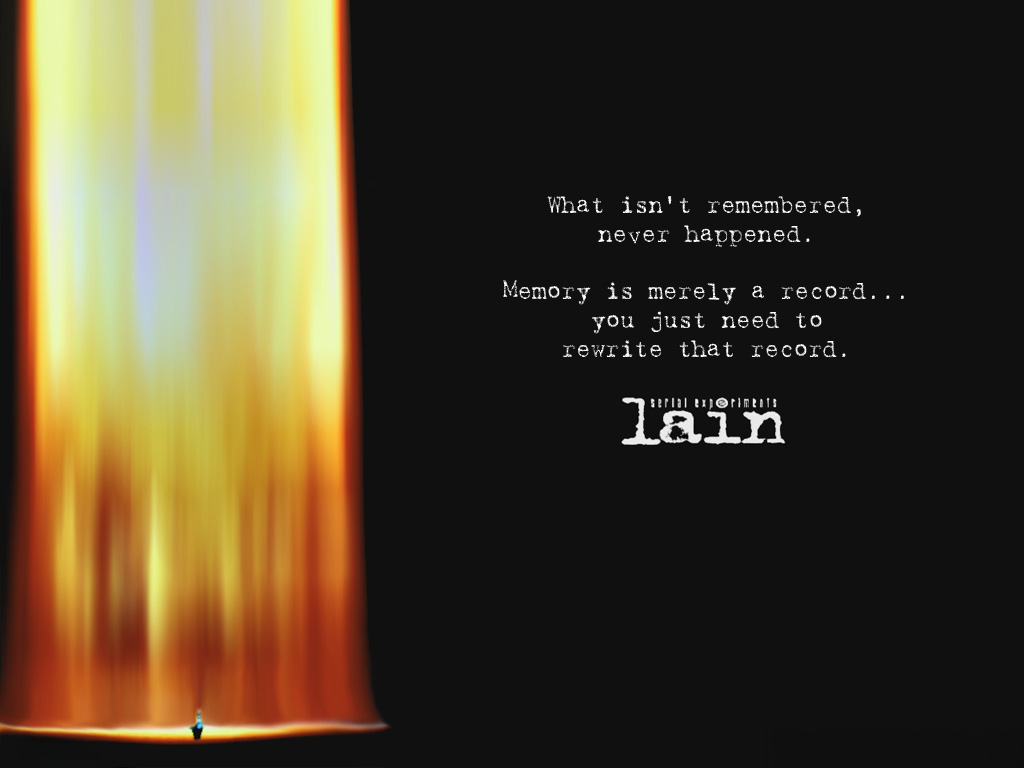 What isn't remembered,
never happened.
Memory is merely a record...
you just need to
rewrite that record.
serial experiments
lain